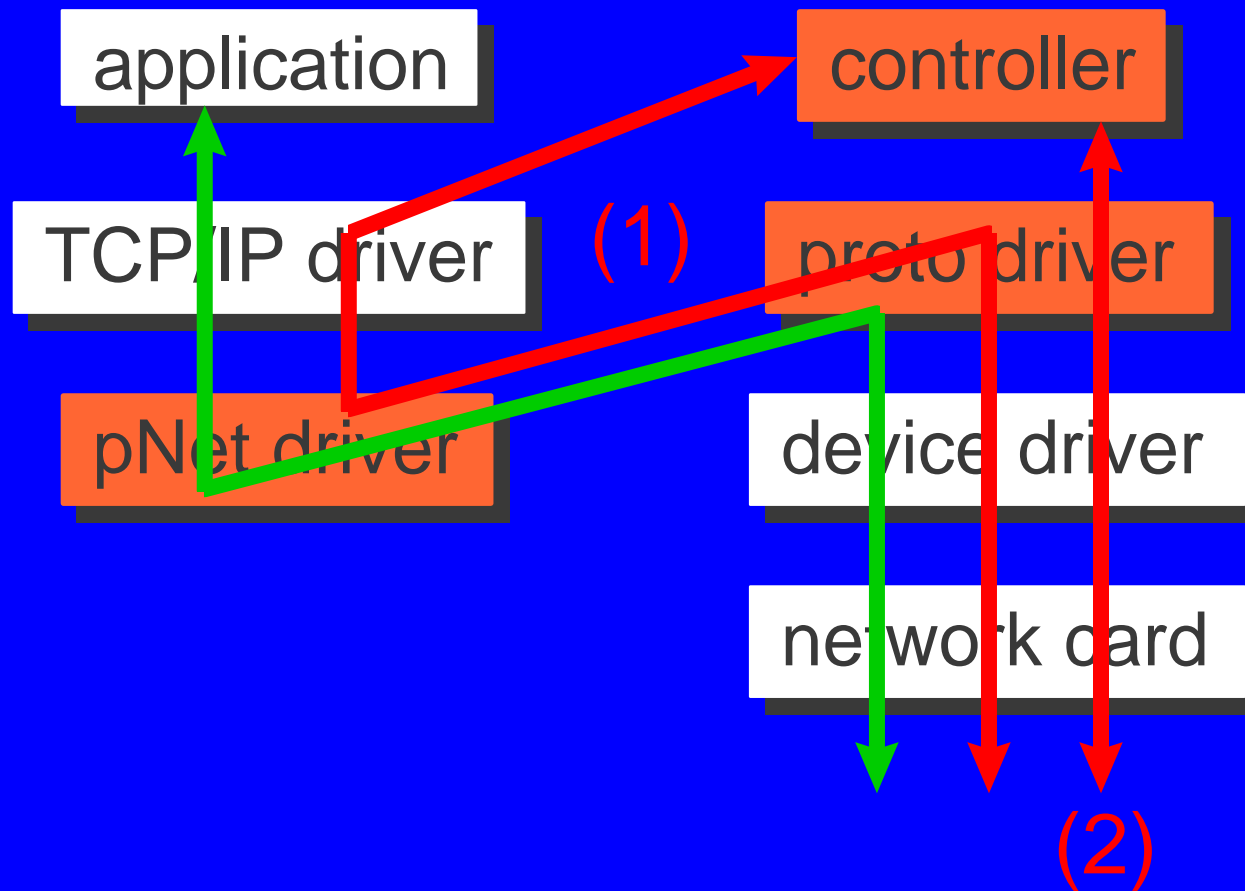 application
controller
TCP/IP driver
(1)
proto driver
pNet driver
device driver
network card
(2)